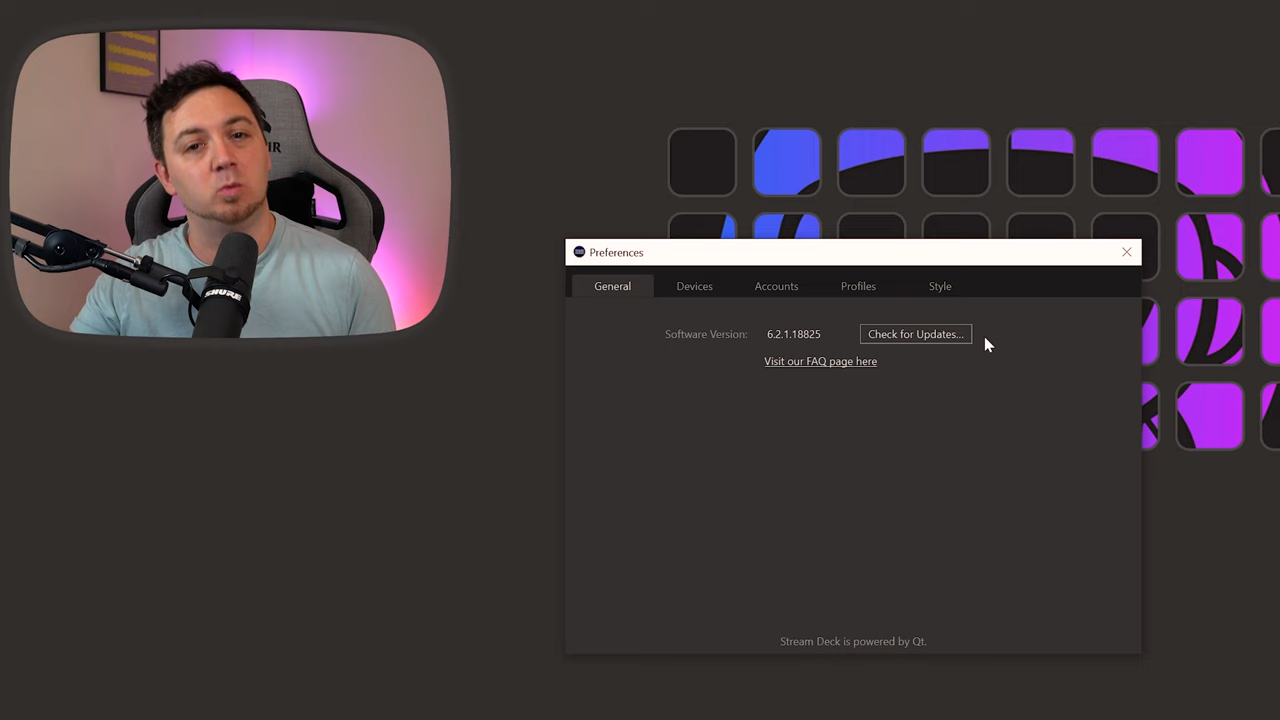 IR
SHURE
Preferences
General Devices Accounts Profiles Style
Software Version: 6.2.1.18825 Check for Updates...
Visit our FAQ page here
Stream Deck is powered by Qt.